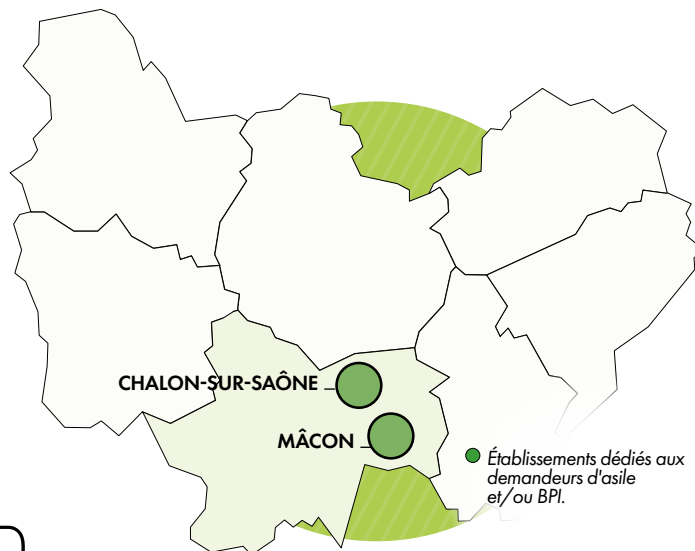 CHALON-SUR-SAÔNE
MÂCON
Établissements dédiés aux
demandeurs d'asile
et/ou BPI.